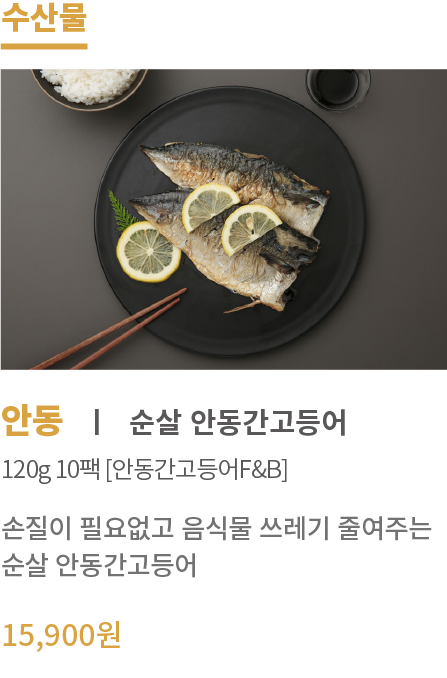 수산물
안동 | 순살 안동간고등어
120g 10팩 [안동간고등어F&B]
손질이 필요없고 음식물 쓰레기 줄여주는
순살 안동간고등어
15,900원